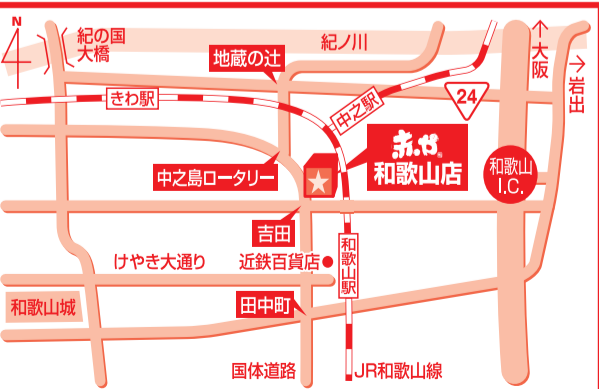 N
紀の国
大橋
紀ノ川
↑大阪
→岩出
地蔵の辻
きわ駅
中之駅
24
赤から
和歌山店
和歌山
I.C.
中之島ロータリー
吉田
けやき大通り
近鉄百貨店
和歌山駅
和歌山城
田中町
国体道路
JR和歌山線